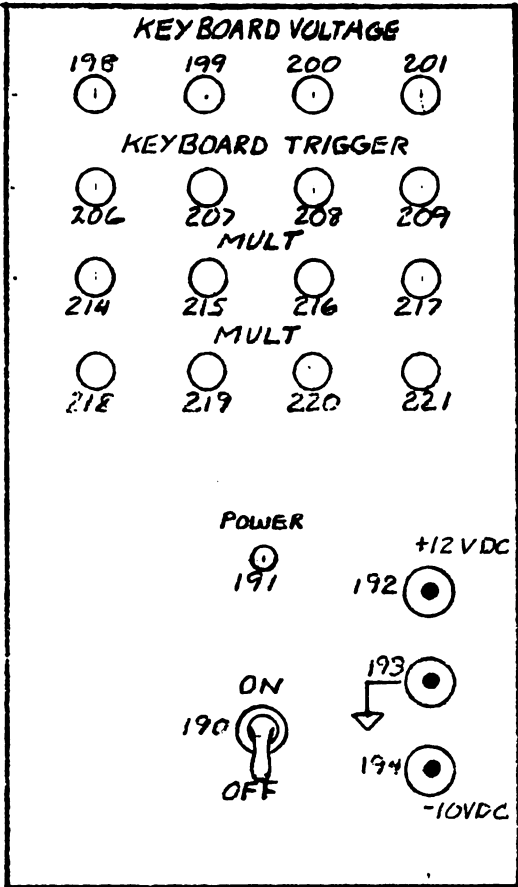 KEYBOARD VOLTAGE
198 199 200 201
KEYBOARD TRIGGER
206 207 208 209
MULT
214 215 216 217
MULT
218 219 220 221
POWER
191
+12VDC
192
193
ON
190
194
OFF
-10VDC